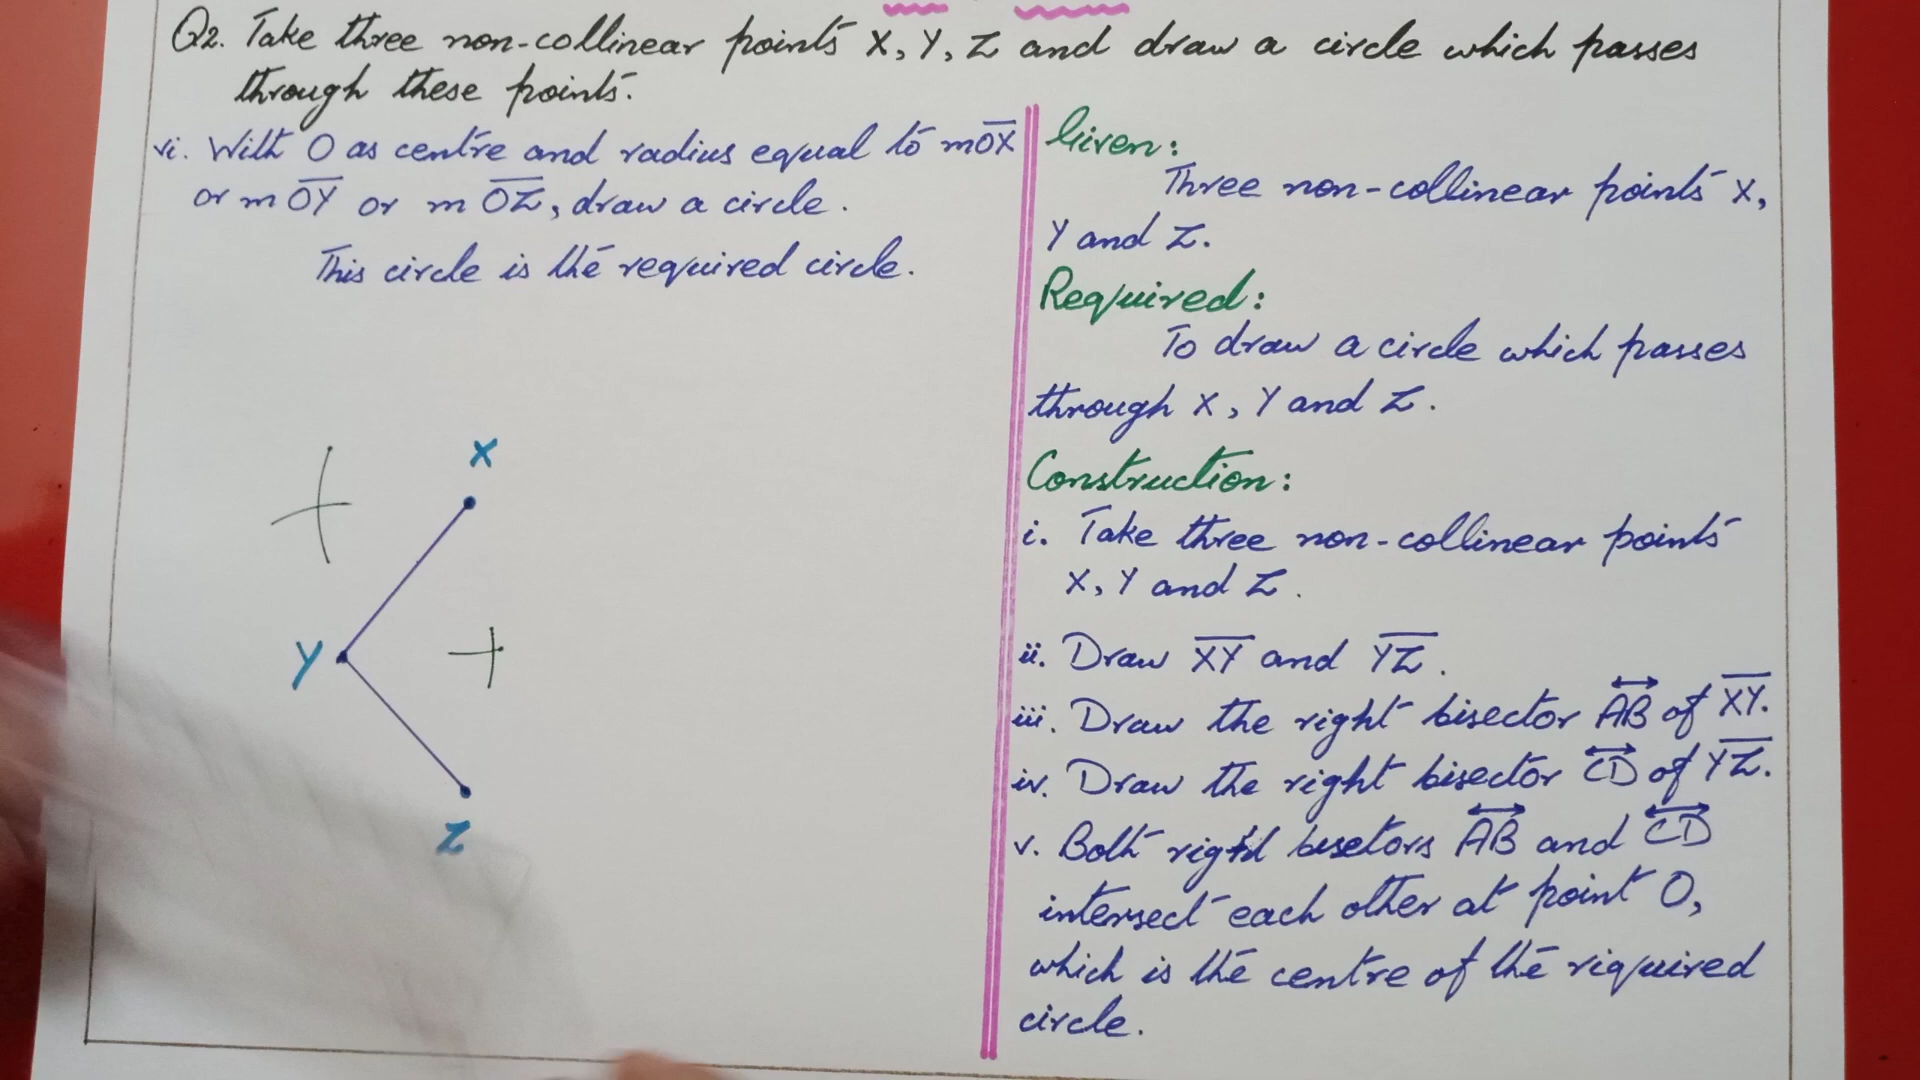 Q2. Take three non-collinear points X, Y, Z and draw a circle which passes
through these points.
vi. With O as centre and radius equal to mOX
or mOY or mOZ, draw a circle.
This circle is the required circle.
X
Y
Z
Given:
Three non-collinear points X,
Y and Z.
Required:
To draw a circle which passes
through X, Y and Z.
Construction:
i. Take three non-collinear points
X, Y and Z.
ii. Draw XY and YZ.
iii. Draw the right bisector AB of XY.
iv. Draw the right bisector CD of YZ.
v. Both right bisetors AB and CD
intersect each other at point O,
which is the centre of the riquired
circle.